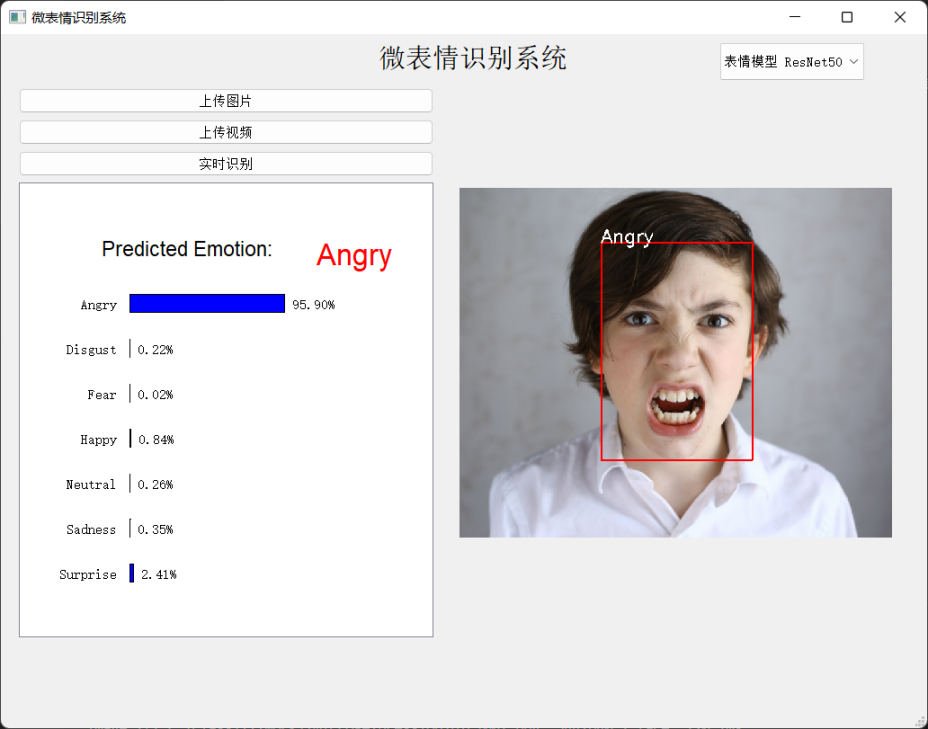 微表情识别系统
微表情识别系统
表情模型 ResNet50
上传图片
上传视频
实时识别
Predicted Emotion: Angry
Angry 95.90%
Disgust 0.22%
Fear 0.02%
Happy 0.84%
Neutral 0.26%
Sadness 0.35%
Surprise 2.41%
Angry